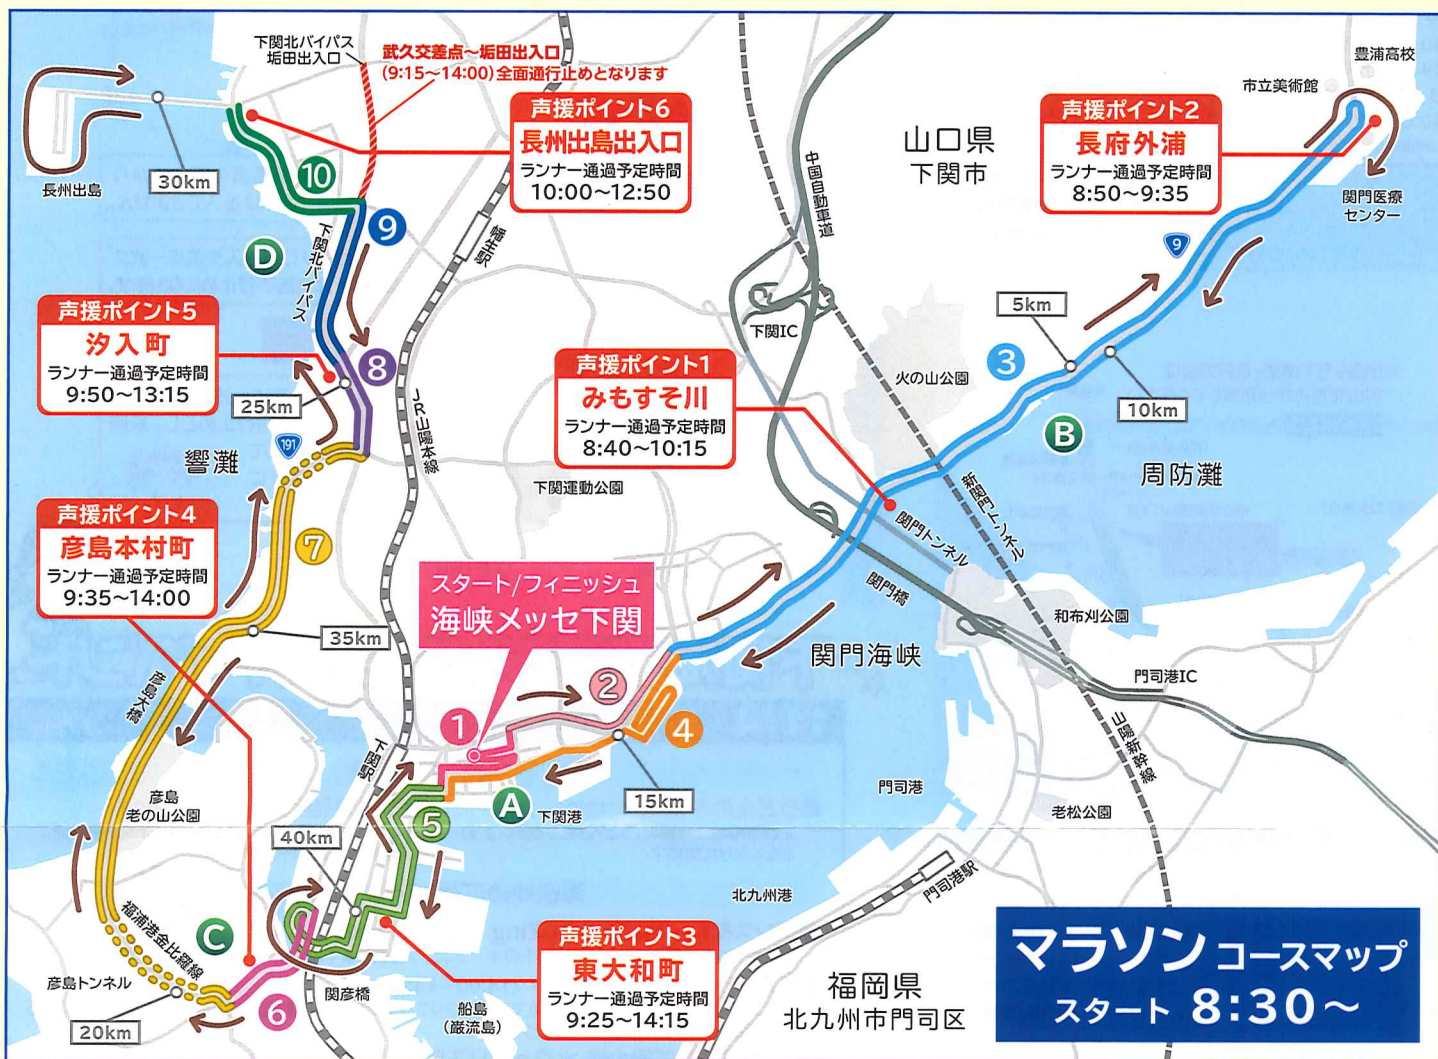 下関北バイパス
垢田出入口
武久交差点～垢田出入口
(9:15～14:00)全面通行止めとなります
豊浦高校
市立美術館
声援ポイント6
長州出島出入口
ランナー通過予定時間
10:00～12:50
声援ポイント2
長府外浦
ランナー通過予定時間
8:50～9:35
山口県
下関市
中国自動車道
30km
長州出島
10
9
D
下関北バイパス
幡生駅
関門医療
センター
9
声援ポイント5
汐入町
ランナー通過予定時間
9:50～13:15
8
25km
191
響灘
JR山陽本線
下関IC
5km
3
火の山公園
10km
B
周防灘
声援ポイント1
みもすそ川
ランナー通過予定時間
8:40～10:15
下関運動公園
新関門トンネル
関門トンネル
関門橋
声援ポイント4
彦島本村町
ランナー通過予定時間
9:35～14:00
7
35km
スタート/フィニッシュ
海峡メッセ下関
和布刈公園
関門海峡
門司港IC
山陽新幹線
彦島大橋
2
1
4
下関駅
15km
A
下関港
門司港
老松公園
彦島
老の山公園
5
40km
北九州港
門司港駅
福浦港金比羅線
C
彦島トンネル
20km
6
関彦橋
船島
(巌流島)
声援ポイント3
東大和町
ランナー通過予定時間
9:25～14:15
福岡県
北九州市門司区
マラソン コースマップ
スタート 8:30～